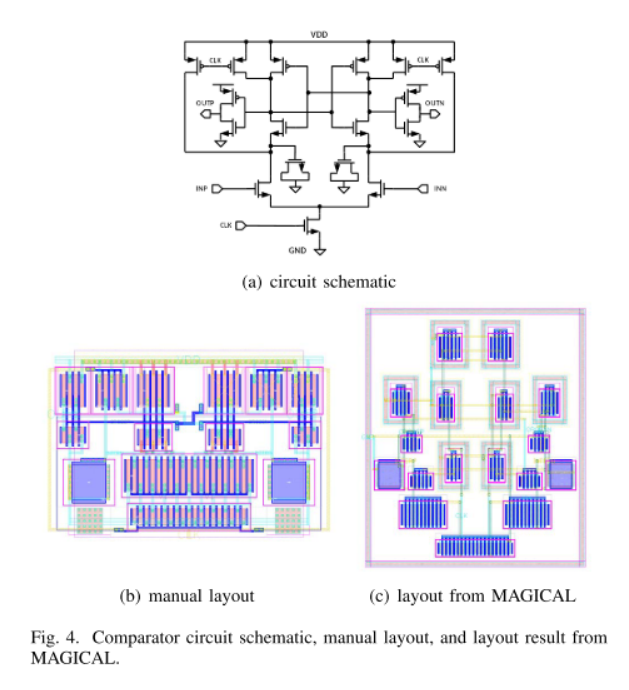 VDD
CLK
CLK
OUTP
OUTN
INP
INN
CLK
GND
(a) circuit schematic
CLK
(b) manual layout
(c) layout from MAGICAL
Fig. 4. Comparator circuit schematic, manual layout, and layout result from
MAGICAL.